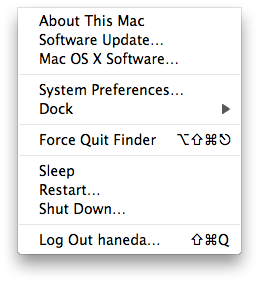 About This Mac
Software Update…
Mac OS X Software…
System Preferences…
Dock ▶
Force Quit Finder ⌥⇧⌘⎋
Sleep
Restart…
Shut Down…
Log Out haneda… ⇧⌘Q